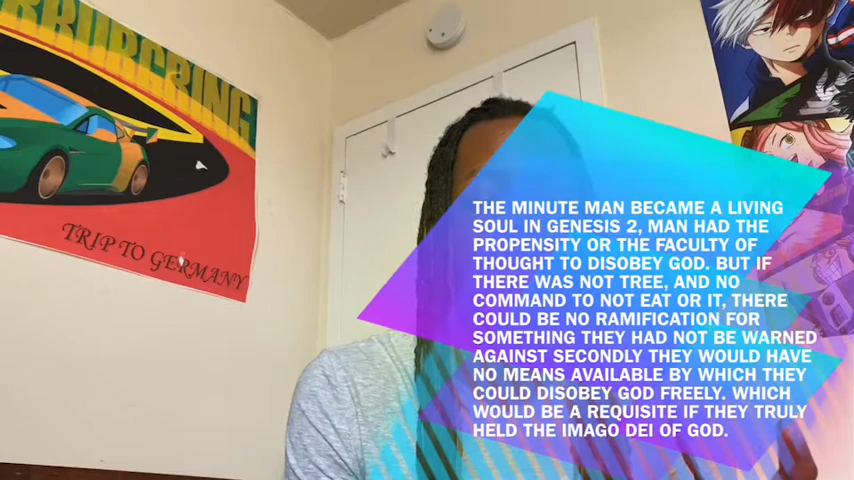 RBURGRING
TRIP TO GERMANY
THE MINUTE MAN BECAME A LIVING
SOUL IN GENESIS 2, MAN HAD THE
PROPENSITY OR THE FACULTY OF
THOUGHT TO DISOBEY GOD. BUT IF
THERE WAS NOT TREE, AND NO
COMMAND TO NOT EAT OR IT, THERE
COULD BE NO RAMIFICATION FOR
SOMETHING THEY HAD NOT BE WARNED
AGAINST SECONDLY THEY WOULD HAVE
NO MEANS AVAILABLE BY WHICH THEY
COULD DISOBEY GOD FREELY. WHICH
WOULD BE A REQUISITE IF THEY TRULY
HELD THE IMAGO DEI OF GOD.